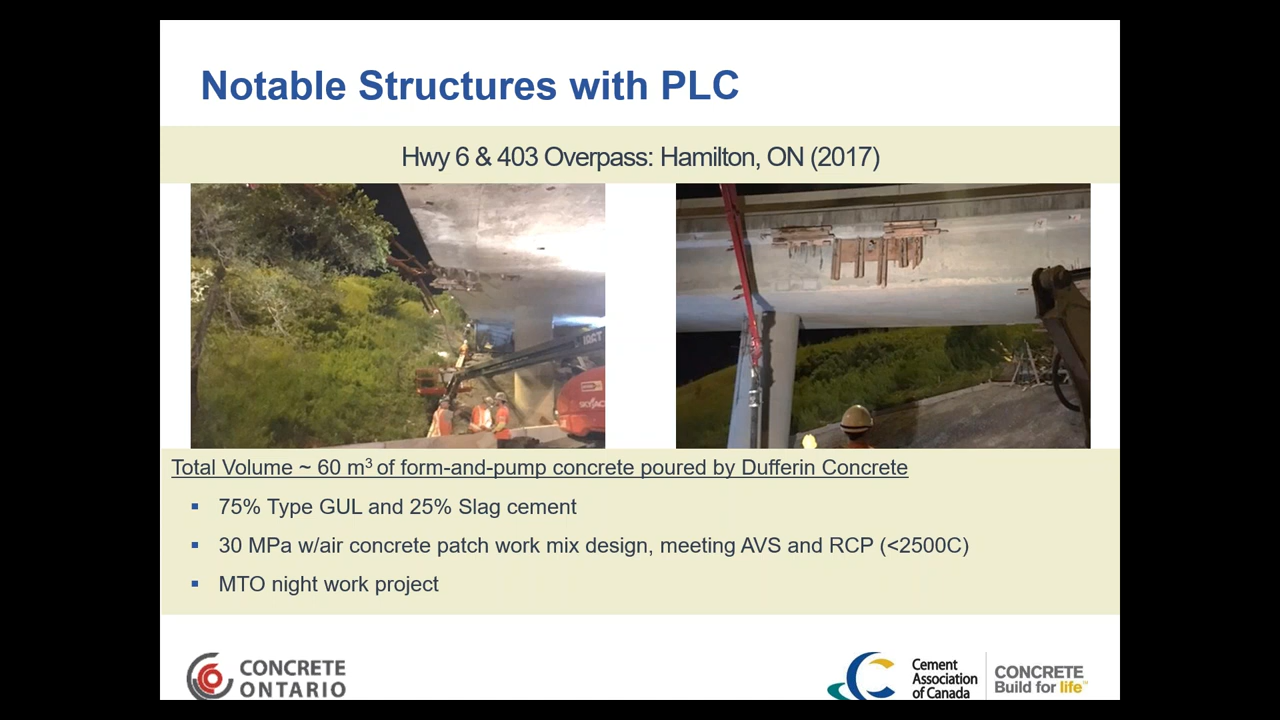 Notable Structures with PLC
Hwy 6 & 403 Overpass: Hamilton, ON (2017)
Total Volume ~ 60 m³ of form-and-pump concrete poured by Dufferin Concrete
▪ 75% Type GUL and 25% Slag cement
▪ 30 MPa w/air concrete patch work mix design, meeting AVS and RCP (<2500C)
▪ MTO night work project
CONCRETE
ONTARIO
Cement
Association
of Canada
CONCRETE
Build for life™